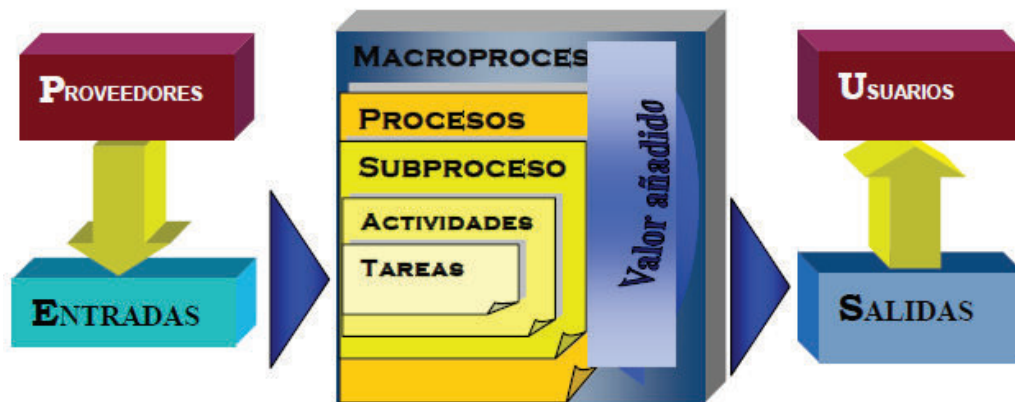 PROVEEDORES
ENTRADAS
MACROPROCES
PROCESOS
SUBPROCESO
ACTIVIDADES
TAREAS
Valor añadido
USUARIOS
SALIDAS